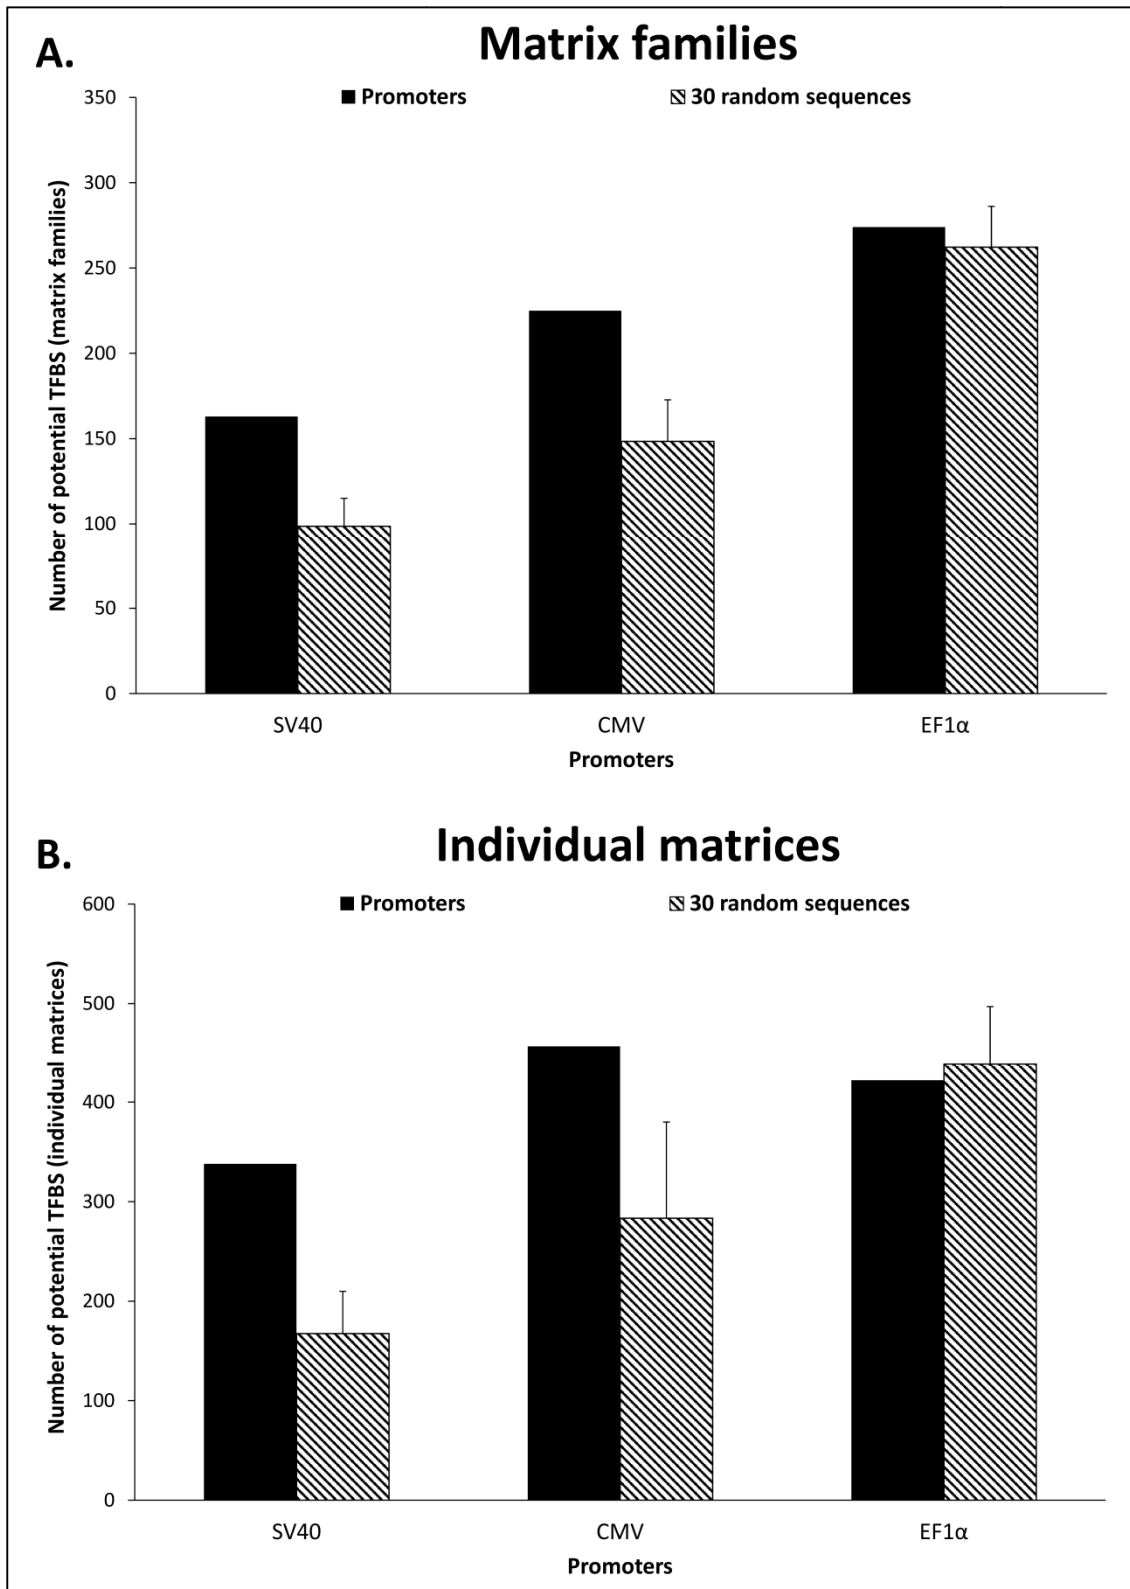 A.
Matrix families
Promoters
30 random sequences
Number of potential TFBS (matrix families)
350
300
250
200
150
100
50
0
SV40
CMV
EF1α
Promoters
B.
Individual matrices
Promoters
30 random sequences
Number of potential TFBS (individual matrices)
600
500
400
300
200
100
0
SV40
CMV
EF1α
Promoters